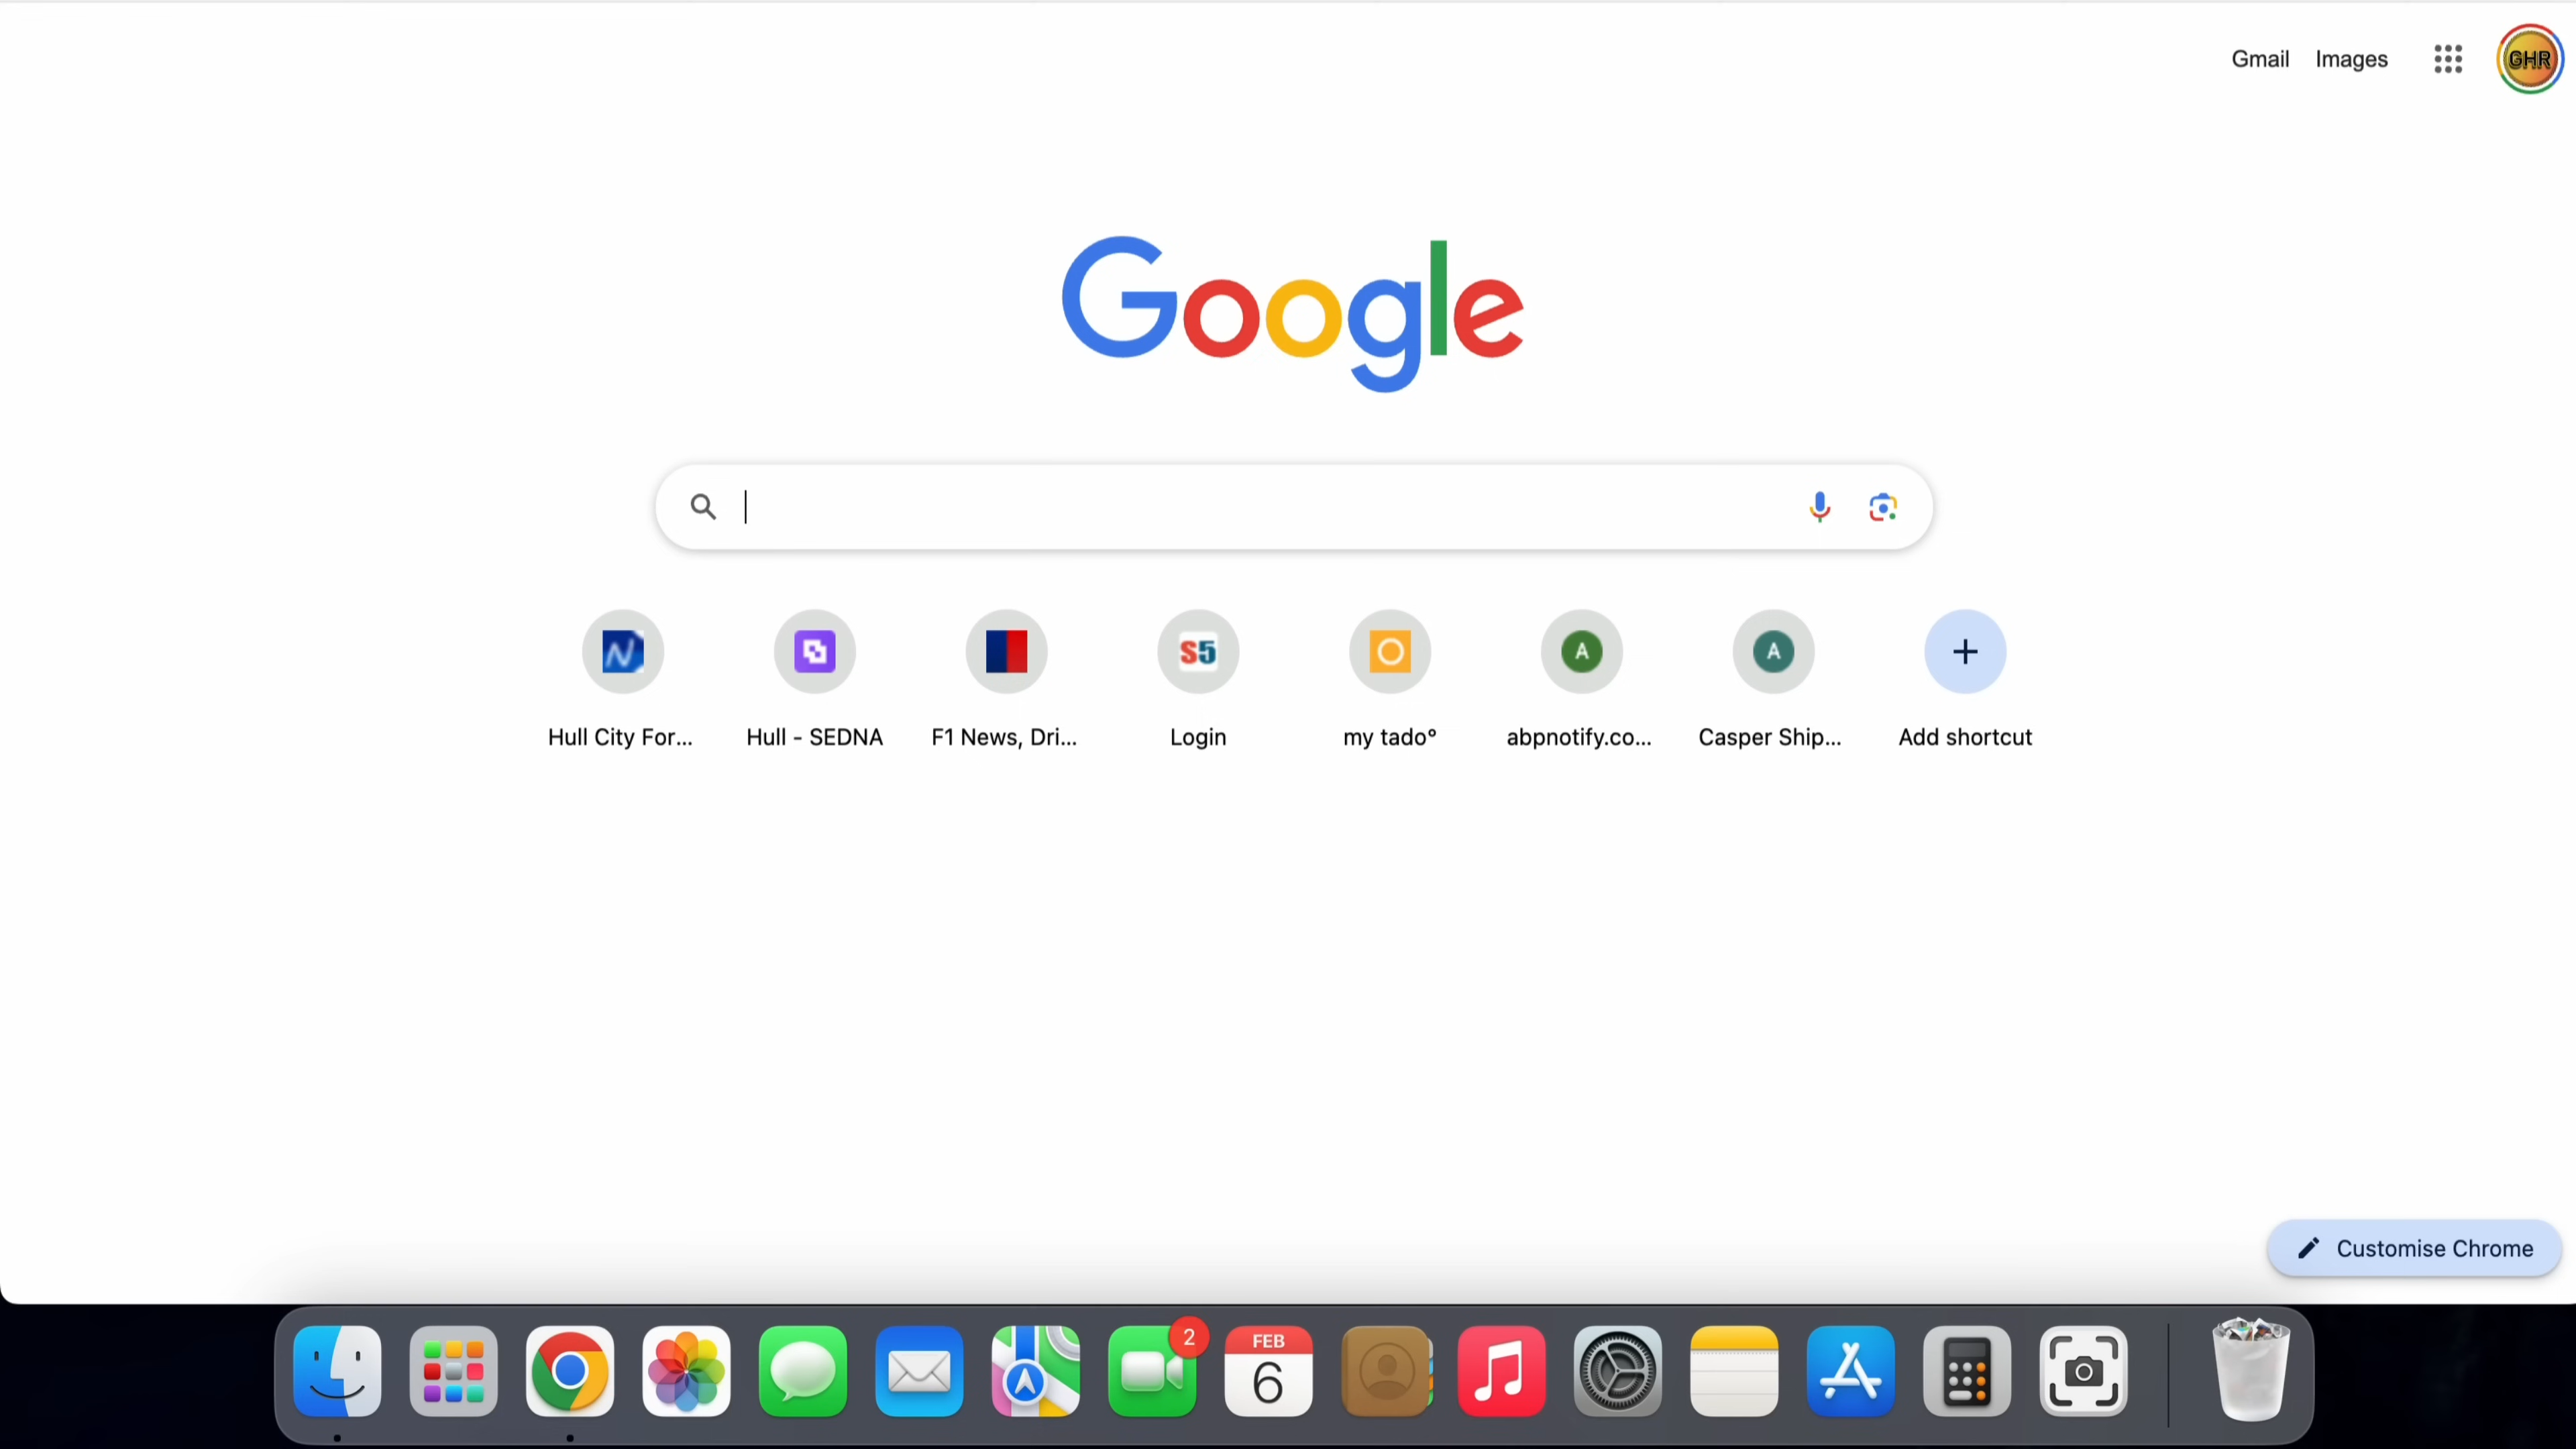 Gmail Images
GHR
Google
Hull City For...
Hull - SEDNA
F1 News, Dri...
S5
Login
my tado°
A
abpnotify.co...
A
Casper Ship...
Add shortcut
Customise Chrome
2
FEB
6